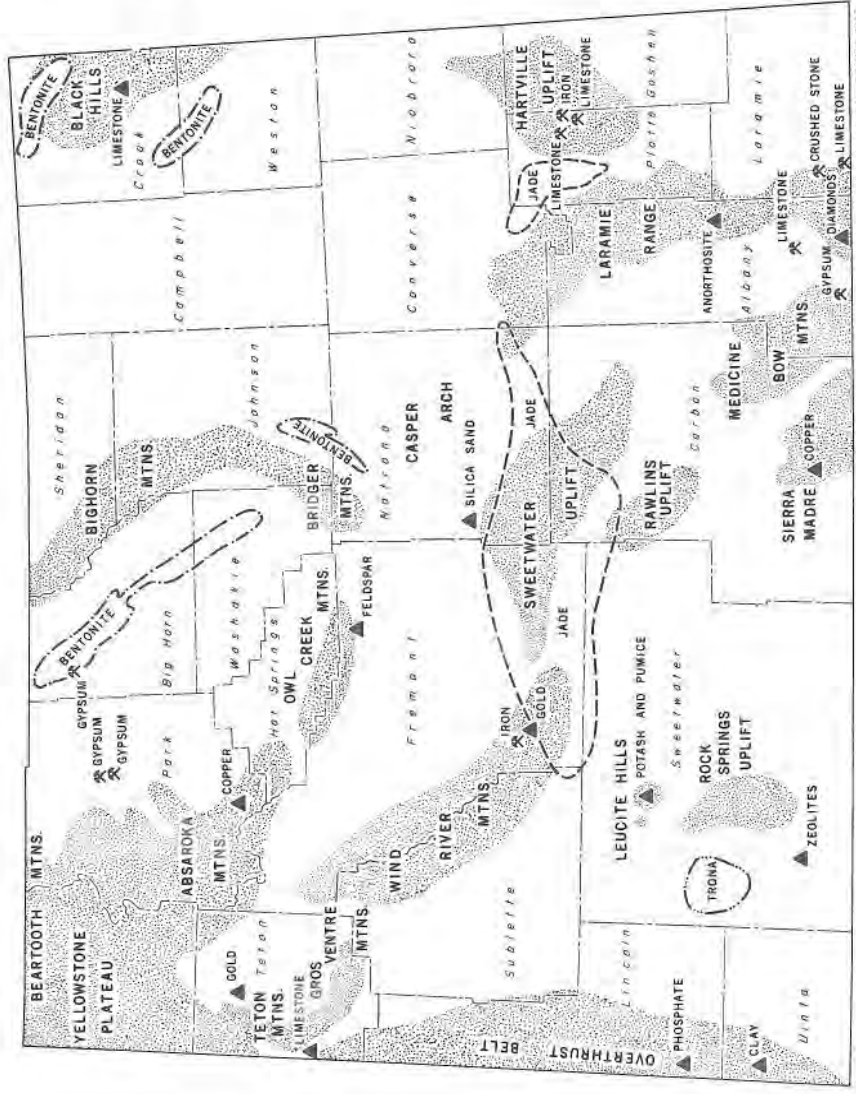 BEARTOOTH MTNS.
YELLOWSTONE
PLATEAU
ABSAROKA
MTNS.
Park
GYPSUM
GYPSUM
GYPSUM
BENTONITE
Big Horn
Washakie
Hot Springs
COPPER
OWL
CREEK
MTNS.
FELDSPAR
BIGHORN
MTNS.
Sheridan
Johnson
BENTONITE
BRIDGER
MTNS.
Campbell
BENTONITE
BLACK
HILLS
LIMESTONE
Crook
BENTONITE
Weston
Niobrara
Converse
Natrona
CASPER
ARCH
SILICA SAND
Teton
GOLD
TETON
MTNS.
LIMESTONE
GROS
VENTRE
MTNS.
WIND
RIVER
MTNS.
Fremont
IRON
GOLD
SWEETWATER
UPLIFT
JADE
JADE
JADE
LIMESTONE
HARTVILLE
UPLIFT
IRON
LIMESTONE
Platte
Goshen
LARAMIE
RANGE
Sublette
OVERTHRUST
BELT
Lincoln
PHOSPHATE
CLAY
Uinta
TRONA
LEUCITE HILLS
POTASH AND PUMICE
Sweetwater
ROCK
SPRINGS
UPLIFT
ZEOLITES
RAWLINS
UPLIFT
Carbon
SIERRA
MADRE
COPPER
MEDICINE
BOW
MTNS.
ANORTHOSITE
Albany
LIMESTONE
GYPSUM
DIAMONDS
Laramie
CRUSHED STONE
LIMESTONE